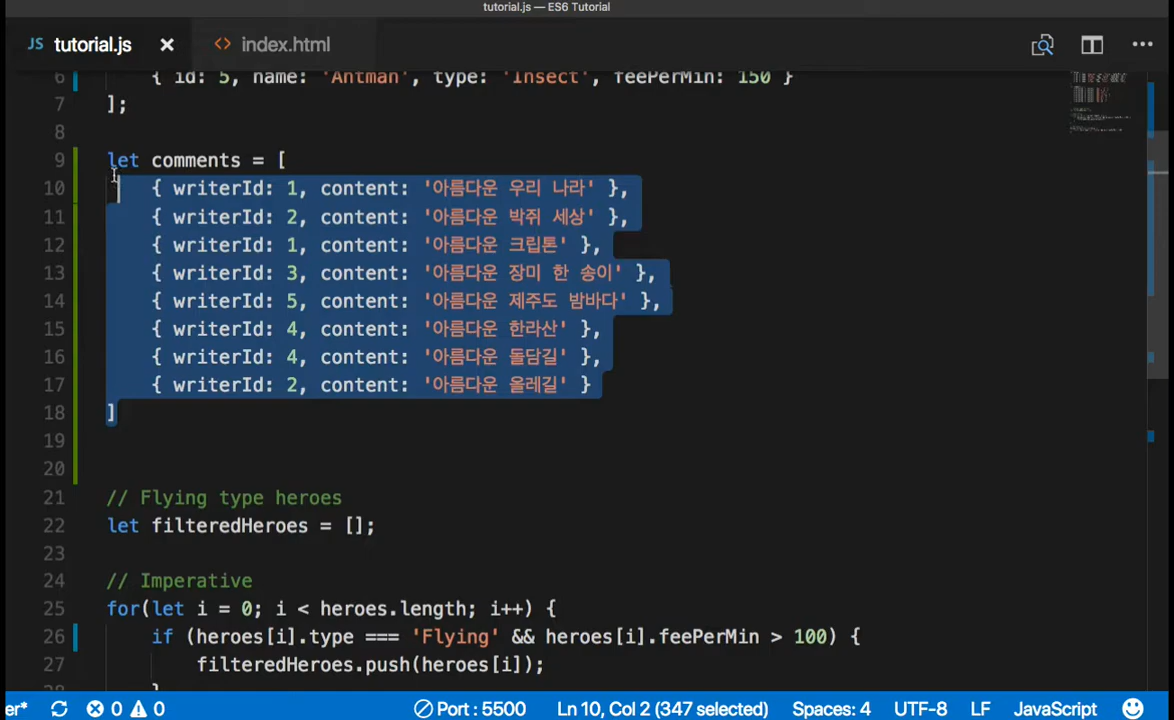 tutorial.js — ES6 Tutorial
JS tutorial.js × <> index.html •••
6 { id: 5, name: 'Antman', type: 'Insect', feePerMin: 150 }
7 ];
8
9 let comments = [
10 { writerId: 1, content: '아름다운 우리 나라' },
11 { writerId: 2, content: '아름다운 박쥐 세상' },
12 { writerId: 1, content: '아름다운 크립톤' },
13 { writerId: 3, content: '아름다운 장미 한 송이' },
14 { writerId: 5, content: '아름다운 제주도 밤바다' },
15 { writerId: 4, content: '아름다운 한라산' },
16 { writerId: 4, content: '아름다운 돌담길' },
17 { writerId: 2, content: '아름다운 올레길' }
18 ]
19
20
21 // Flying type heroes
22 let filteredHeroes = [];
23
24 // Imperative
25 for(let i = 0; i < heroes.length; i++) {
26 if (heroes[i].type === 'Flying' && heroes[i].feePerMin > 100) {
27 filteredHeroes.push(heroes[i]);
er* 0 0 Port : 5500 Ln 10, Col 2 (347 selected) Spaces: 4 UTF-8 LF JavaScript